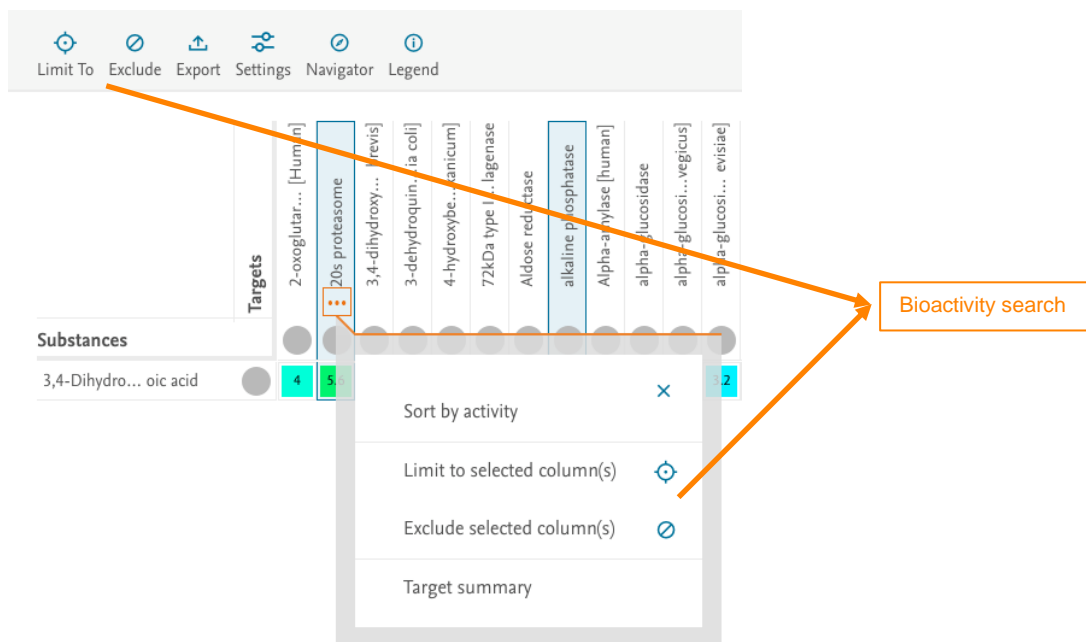 Limit To Exclude Export Settings Navigator Legend
Targets
2-oxoglutar... [Human]
20s proteasome
3,4-dihydroxy... brevis]
3-dehydroquin...ia coli]
4-hydroxybe...xanicum]
72kDa type I... lagenase
Aldose reductase
alkaline phosphatase
Alpha-amylase [human]
alpha-glucosidase
alpha-glucosi...vegicus]
alpha-glucosi... evisiae]
Bioactivity search
Substances
3,4-Dihydro... oic acid 4 5.6 3.2
Sort by activity
Limit to selected column(s)
Exclude selected column(s)
Target summary